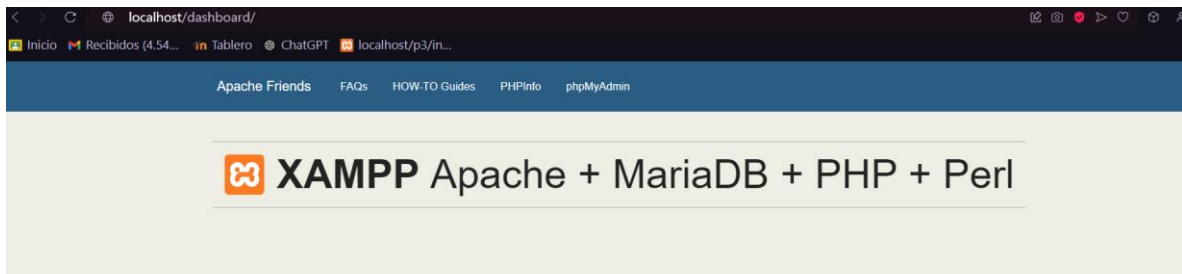 localhost/dashboard/
Inicio Recibidos (4.54... Tablero ChatGPT localhost/p3/in...
Apache Friends FAQs HOW-TO Guides PHPInfo phpMyAdmin
XAMPP Apache + MariaDB + PHP + Perl